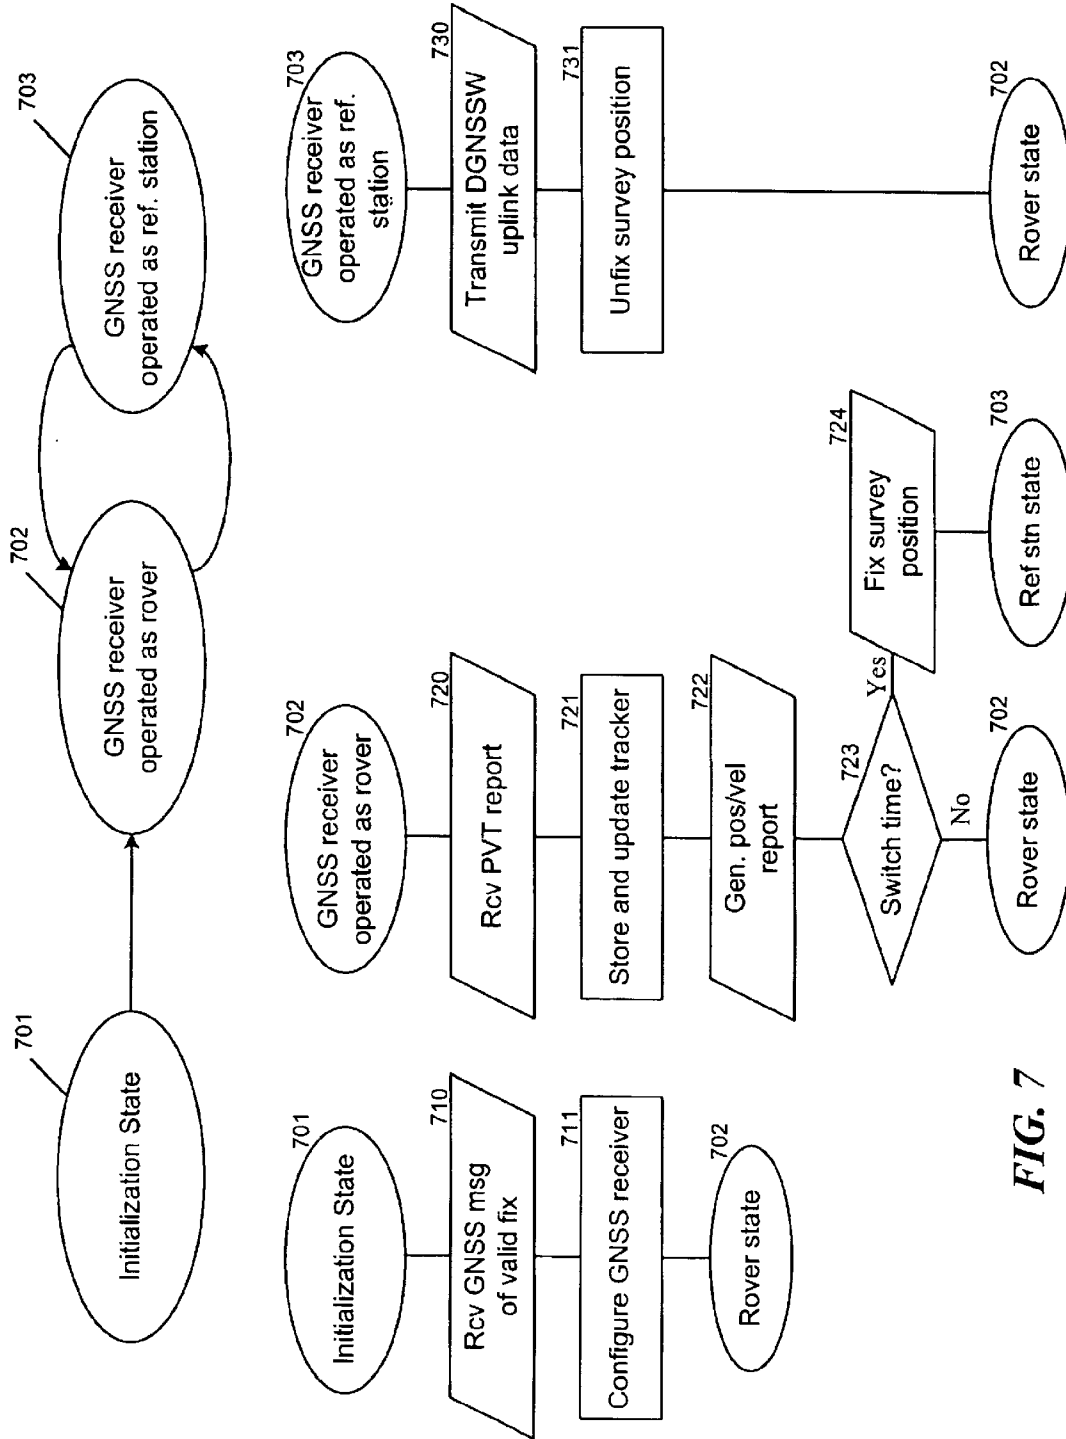 701
Initialization State
702
GNSS receiver
operated as rover
703
GNSS receiver
operated as ref. station
701
Initialization State
710
Rcv GNSS msg
of valid fix
711
Configure GNSS receiver
702
Rover state
702
GNSS receiver
operated as rover
720
Rcv PVT report
721
Store and update tracker
722
Gen. pos/vel
report
723
Switch time?
Yes
No
724
Fix survey
position
702
Rover state
703
Ref stn state
703
GNSS receiver
operated as ref.
station
730
Transmit DGNSSW
uplink data
731
Unfix survey position
702
Rover state
FIG. 7